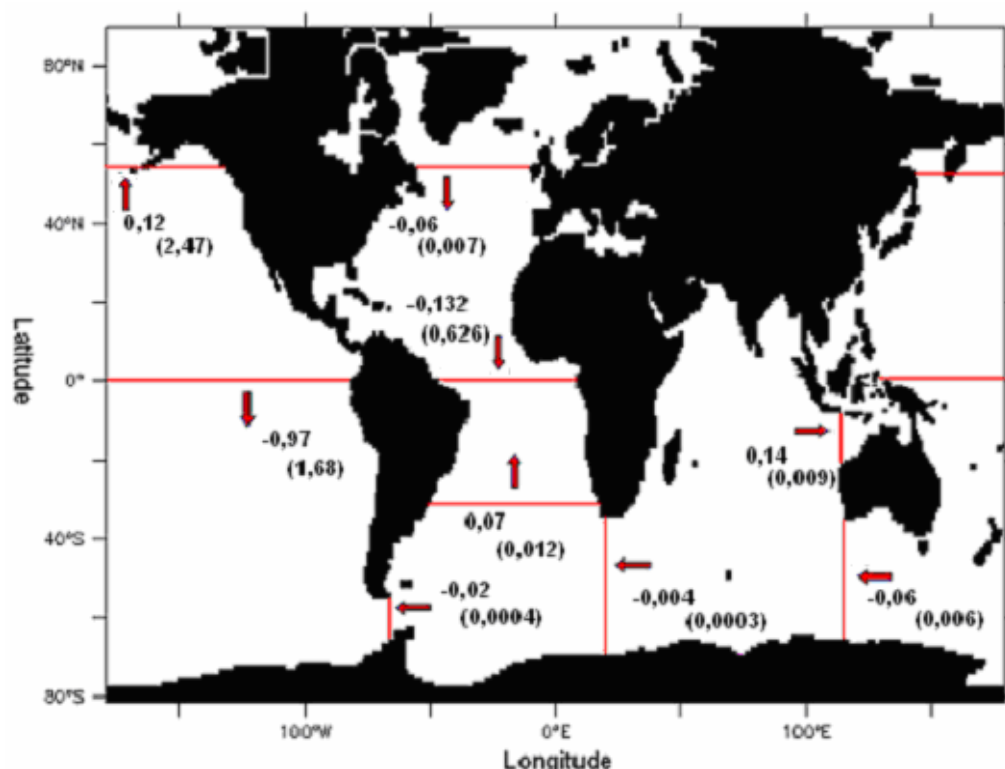 80°N
40°N
0°
40°S
80°S
Latitude
0,12
(2,47)
-0,06
(0,007)
-0,132
(0,626)
-0,97
(1,68)
0,14
(0,009)
0,07
(0,012)
-0,02
(0,0004)
-0,004
(0,0003)
-0,06
(0,006)
100°W
0°E
100°E
Longitude